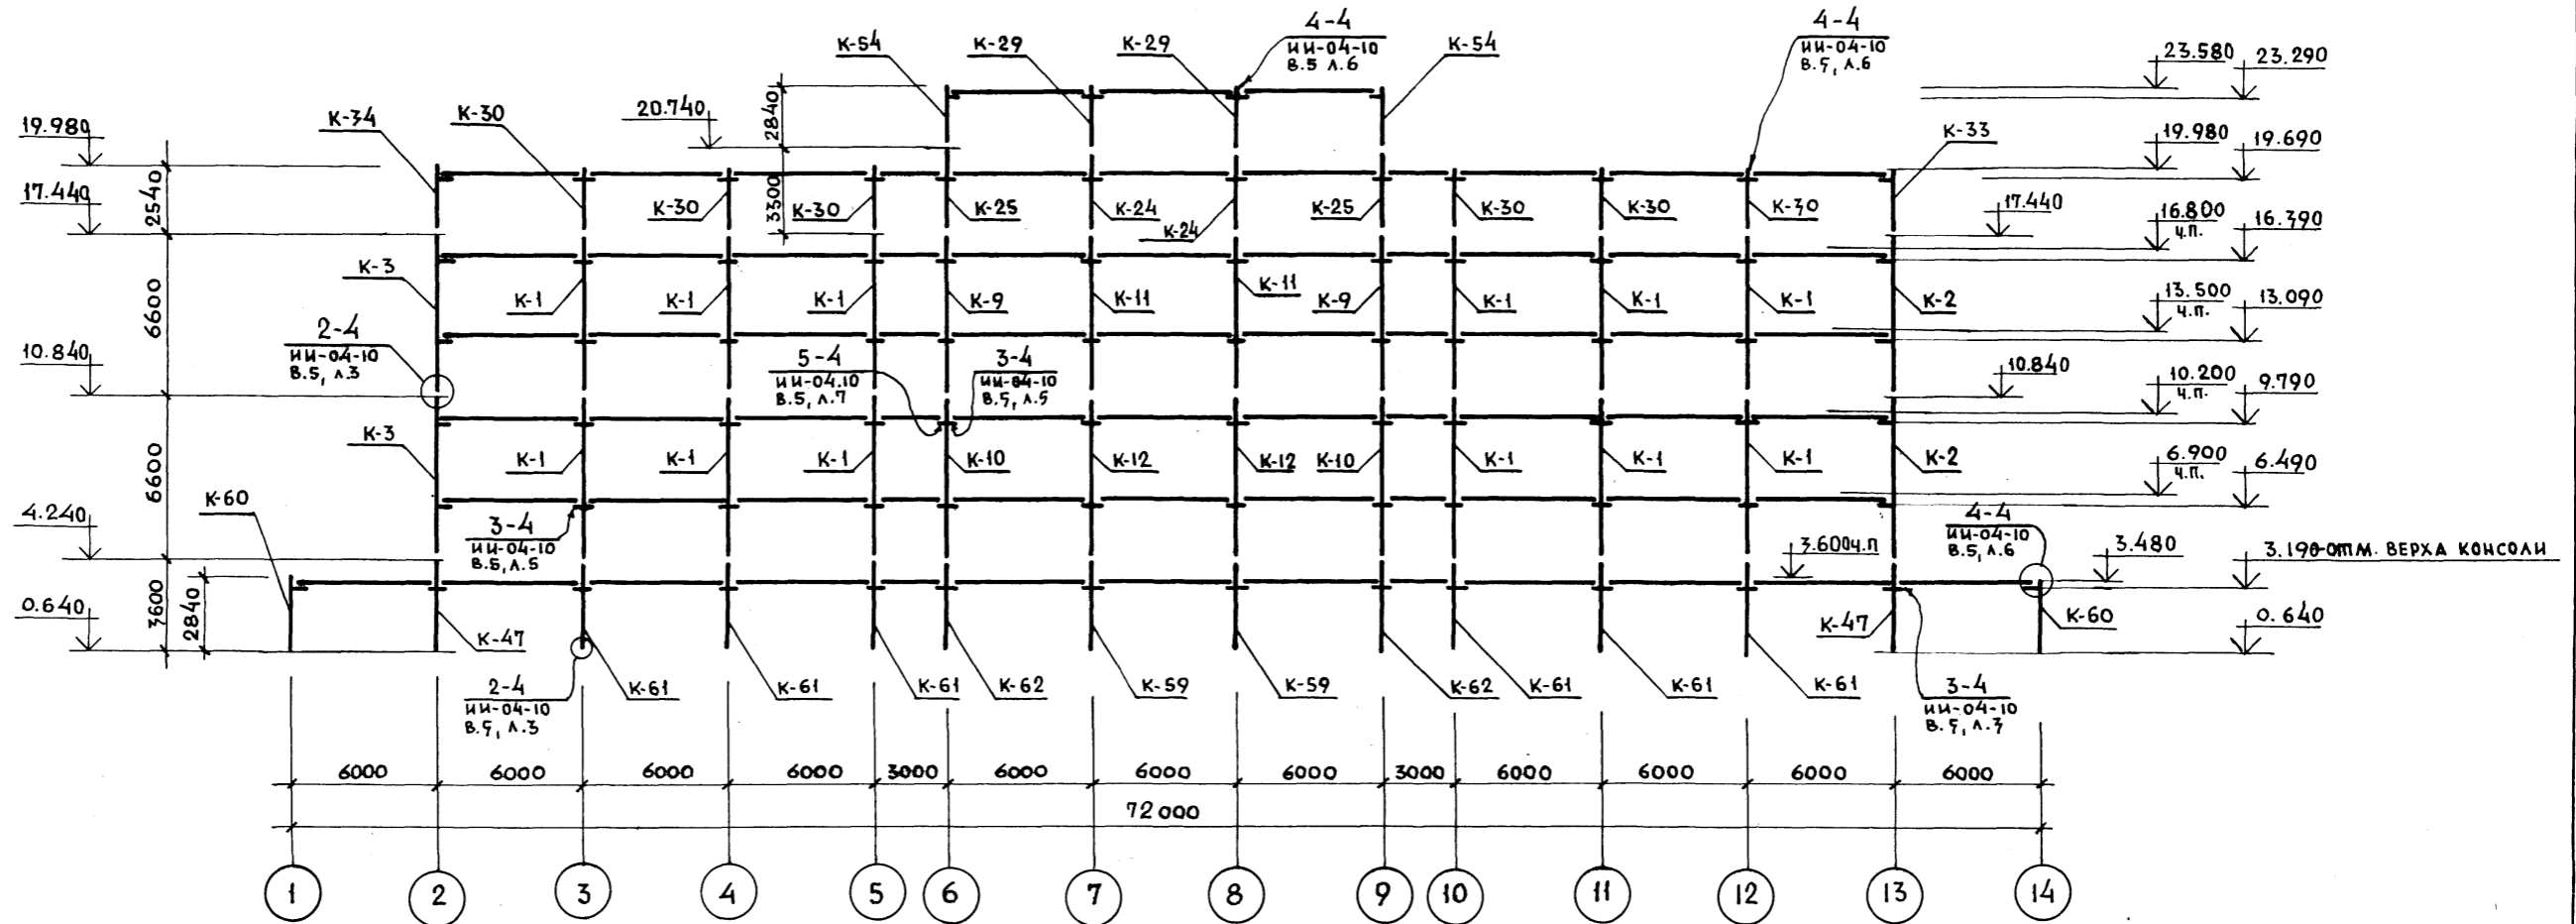 4-4
ИИ-04-10
В.5 Л.6
4-4
ИИ-04-10
В.5, Л.6
К-54
К-29
К-29
К-54
23.580
23.290
19.980
К-34
К-30
20.740
2840
К-33
19.980
19.690
17.440
2540
К-30
К-30
3300
К-25
К-24
К-24
К-25
К-30
К-30
К-30
17.440
16.800
ч.п.
16.390
К-3
6600
К-1
К-1
К-1
К-9
К-11
К-11
К-9
К-1
К-1
К-1
К-2
13.500
ч.п.
13.090
2-4
ИИ-04-10
В.5, Л.3
10.840
5-4
ИИ-04.10
В.5, Л.7
3-4
ИИ-04-10
В.5, Л.5
10.840
10.200
ч.п.
9.790
К-3
6600
К-1
К-1
К-1
К-10
К-12
К-12
К-10
К-1
К-1
К-1
К-2
6.900
ч.п.
6.490
К-60
4.240
3-4
ИИ-04-10
В.5, Л.5
4-4
ИИ-04-10
В.5, Л.6
3.600ч.п
3.480
3.190-ОТМ. ВЕРХА КОНСОЛИ
0.640
3600
2840
К-47
К-47
К-60
0.640
2-4
ИИ-04-10
В.5, Л.3
К-61
К-61
К-61
К-62
К-59
К-59
К-62
К-61
К-61
К-61
3-4
ИИ-04-10
В.5, Л.3
6000
6000
6000
6000
3000
6000
6000
6000
3000
6000
6000
6000
6000
72 000
1
2
3
4
5
6
7
8
9
10
11
12
13
14